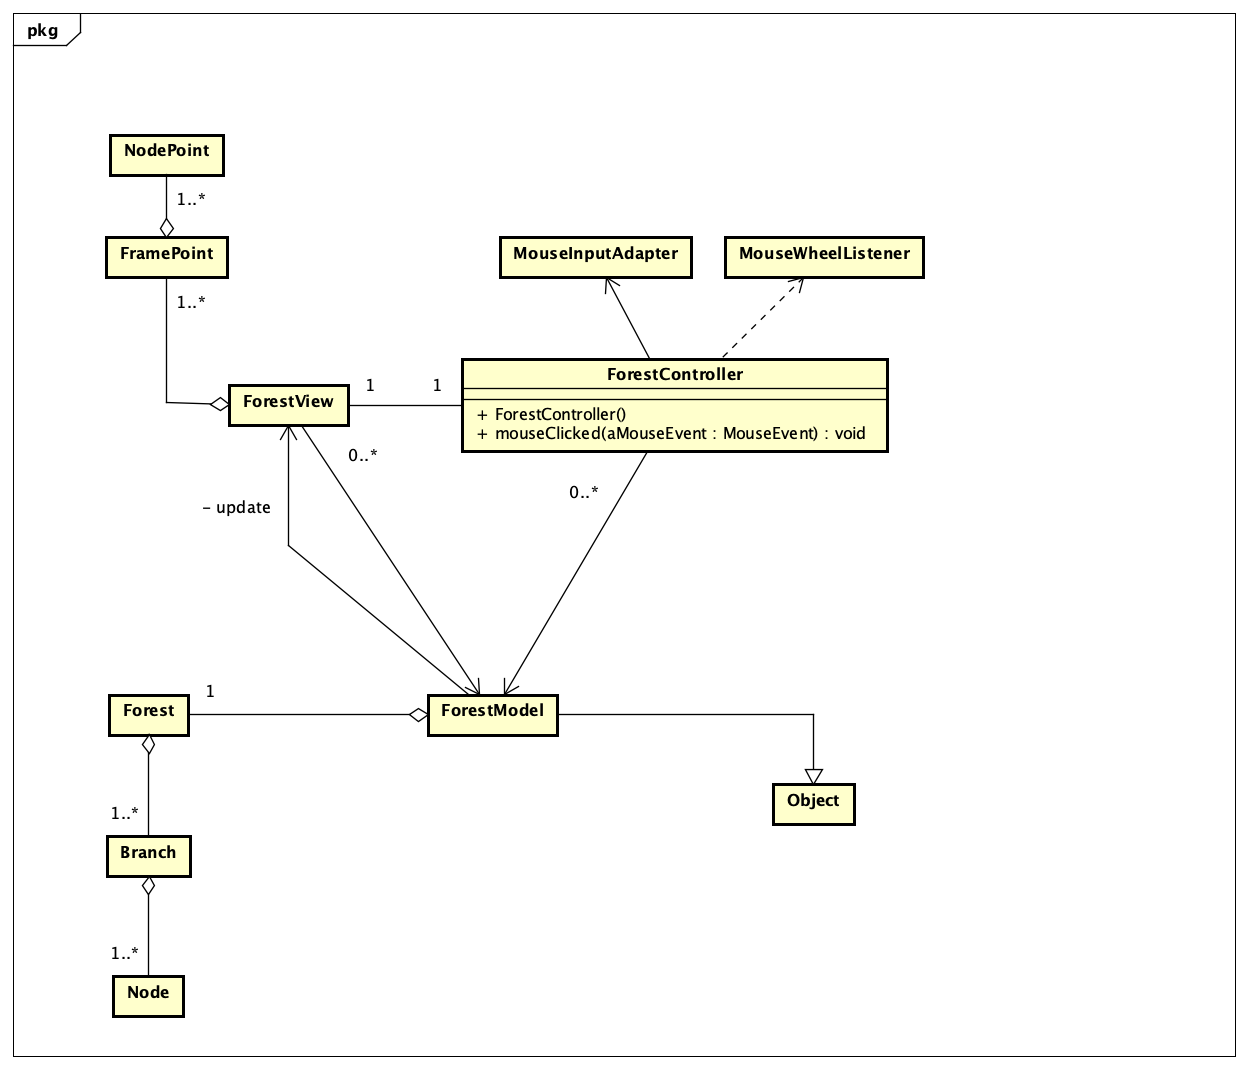 pkg
NodePoint
1..*
FramePoint
MouseInputAdapter
MouseWheelListener
1..*
ForestController
1
1
ForestView
+ ForestController()
+ mouseClicked(aMouseEvent : MouseEvent) : void
0..*
0..*
- update
1
Forest
ForestModel
Object
1..*
Branch
1..*
Node